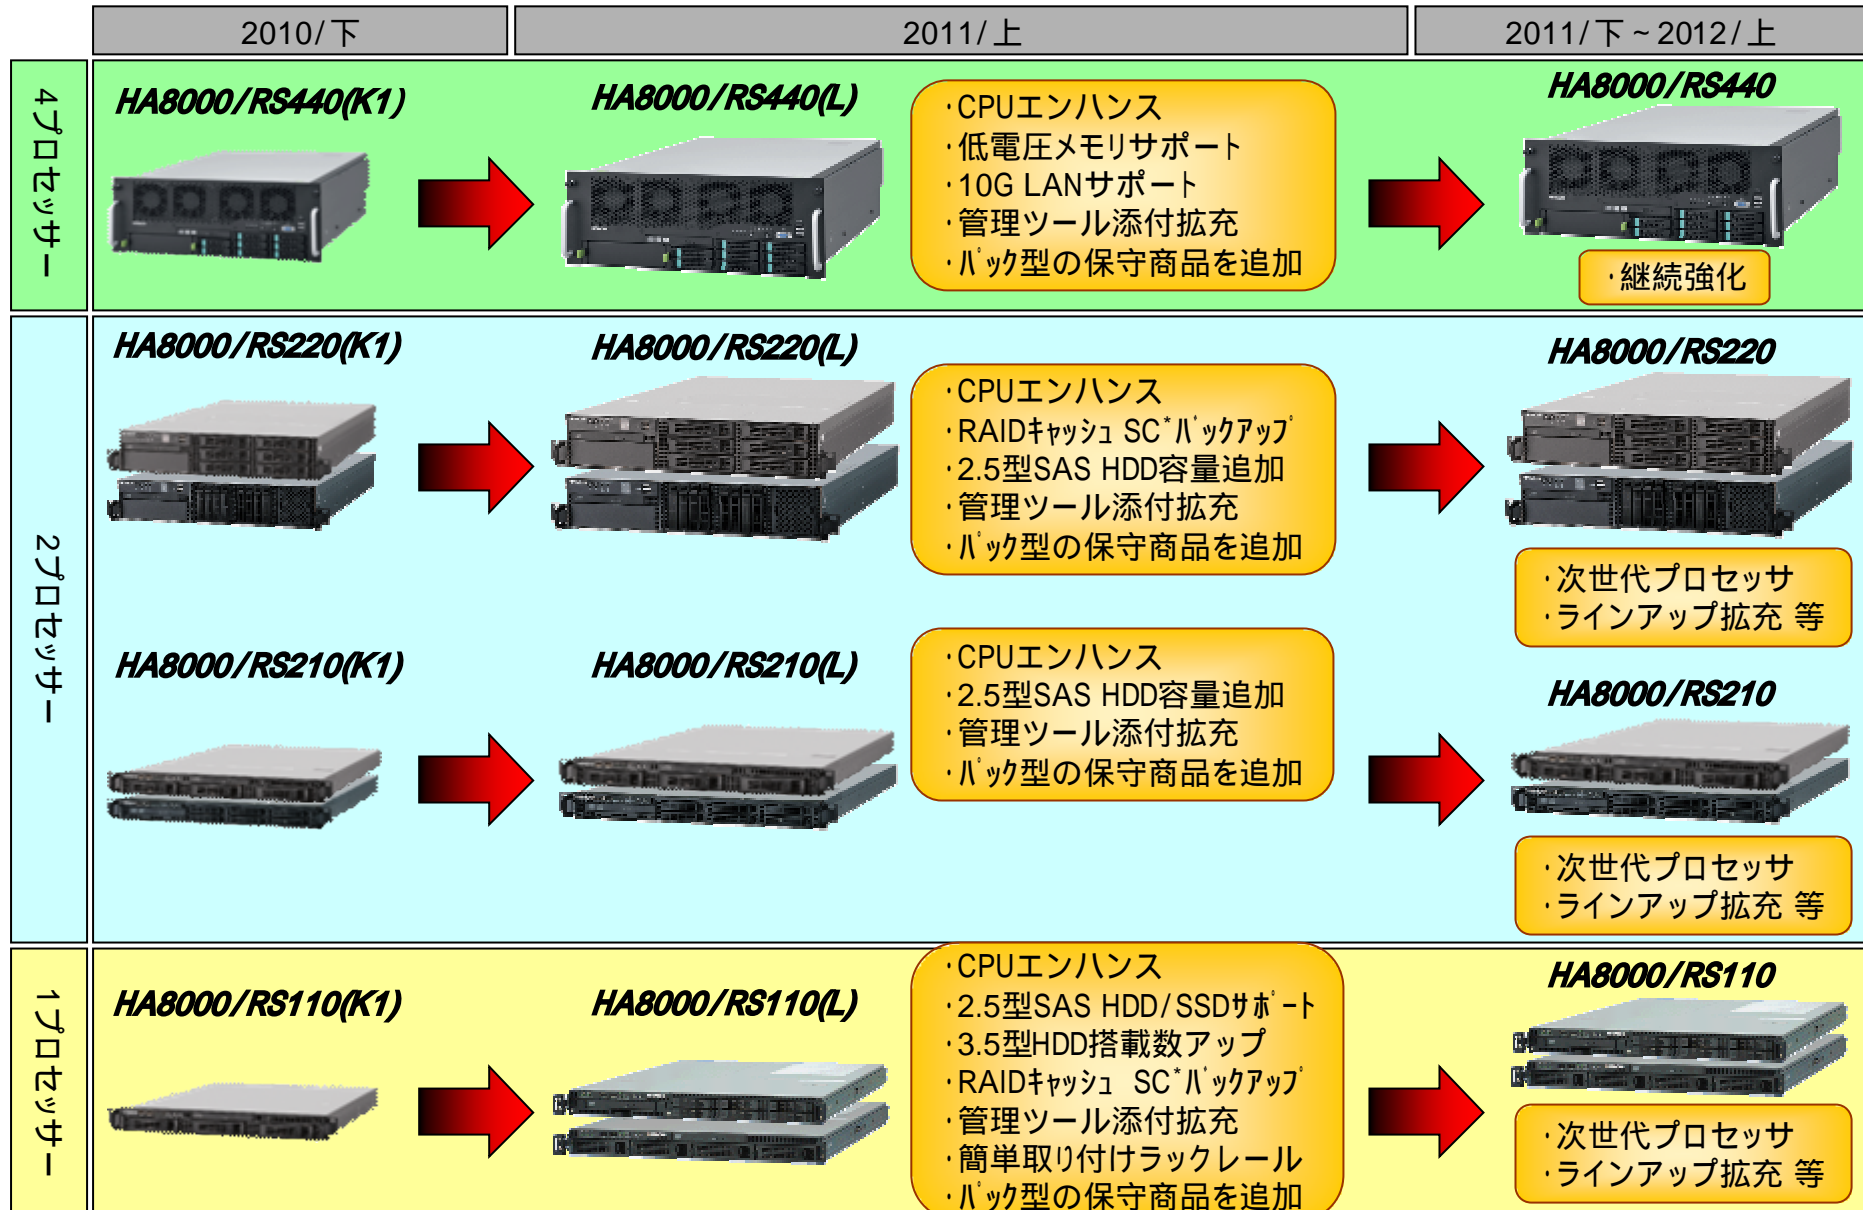 2010/下
2011/上
2011/下~2012/上
4プロセッサー
HA8000/RS440(K1)
HA8000/RS440(L)
・CPUエンハンス
・低電圧メモリサポート
・10G LANサポート
・管理ツール添付拡充
・ﾊﾟｯｸ型の保守商品を追加
HA8000/RS440
・継続強化
2プロセッサー
HA8000/RS220(K1)
HA8000/RS220(L)
・CPUエンハンス
・RAIDｷｬｯｼｭ SC*ﾊﾞｯｸｱｯﾌﾟ
・2.5型SAS HDD容量追加
・管理ツール添付拡充
・ﾊﾟｯｸ型の保守商品を追加
HA8000/RS220
・次世代プロセッサ
・ラインアップ拡充 等
HA8000/RS210(K1)
HA8000/RS210(L)
・CPUエンハンス
・2.5型SAS HDD容量追加
・管理ツール添付拡充
・ﾊﾟｯｸ型の保守商品を追加
HA8000/RS210
・次世代プロセッサ
・ラインアップ拡充 等
1プロセッサー
HA8000/RS110(K1)
HA8000/RS110(L)
・CPUエンハンス
・2.5型SAS HDD/SSDｻﾎﾟｰﾄ
・3.5型HDD搭載数アップ
・RAIDｷｬｯｼｭ SC*ﾊﾞｯｸｱｯﾌﾟ
・管理ツール添付拡充
・簡単取り付けラックレール
・ﾊﾟｯｸ型の保守商品を追加
HA8000/RS110
・次世代プロセッサ
・ラインアップ拡充 等